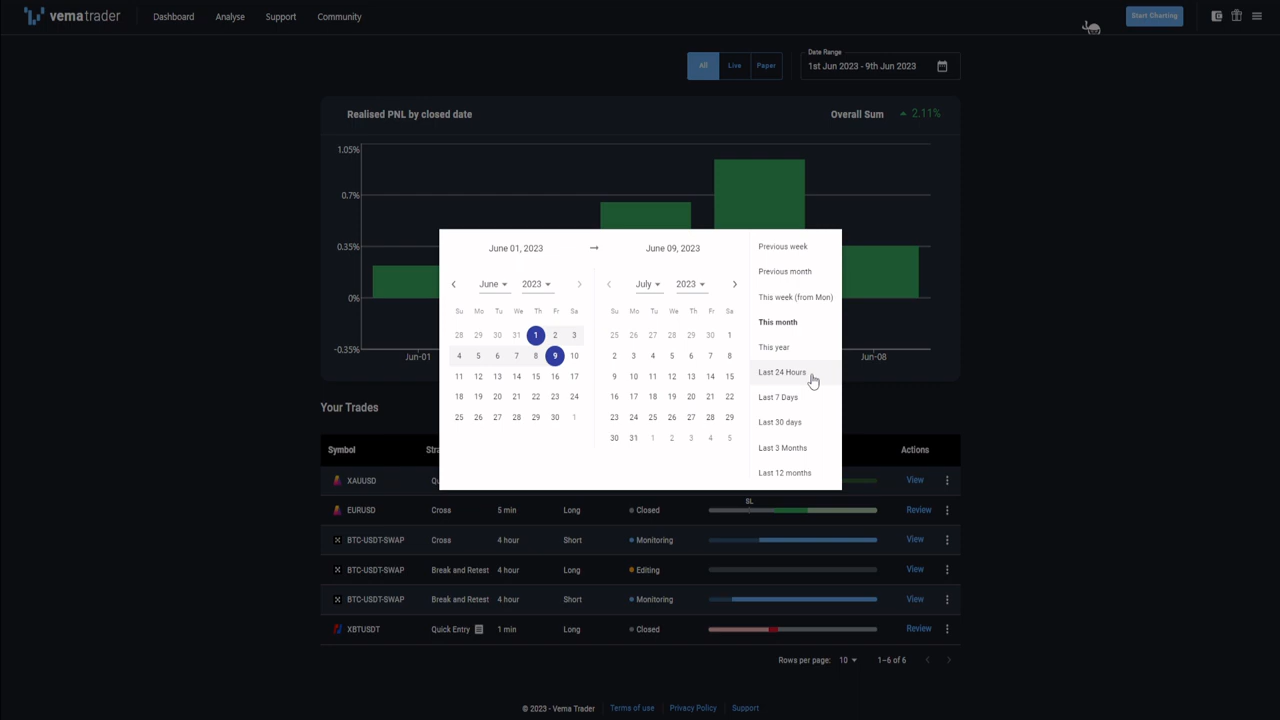 vematrader Dashboard Analyse Support Community Start Charting
All Live Paper Date Range
1st Jun 2023 - 9th Jun 2023
Realised PNL by closed date Overall Sum 2.11%
1.05%
0.7%
0.35%
0%
-0.35%
Jun-01 Jun-08
June 01, 2023 → June 09, 2023
June 2023 July 2023
Su Mo Tu We Th Fr Sa Su Mo Tu We Th Fr Sa
28 29 30 31 1 2 3 25 26 27 28 29 30 1
4 5 6 7 8 9 10 2 3 4 5 6 7 8
11 12 13 14 15 16 17 9 10 11 12 13 14 15
18 19 20 21 22 23 24 16 17 18 19 20 21 22
25 26 27 28 29 30 1 23 24 25 26 27 28 29
30 31 1 2 3 4 5
Previous week
Previous month
This week (from Mon)
This month
This year
Last 24 Hours
Last 7 Days
Last 30 days
Last 3 Months
Last 12 months
Your Trades
Symbol Actions
XAUUSD View
SL
EURUSD Cross 5 min Long Closed Review
BTC-USDT-SWAP Cross 4 hour Short Monitoring View
BTC-USDT-SWAP Break and Retest 4 hour Long Editing View
BTC-USDT-SWAP Break and Retest 4 hour Short Monitoring View
XBTUSDT Quick Entry 1 min Long Closed Review
Rows per page: 10 1–6 of 6
© 2023 - Vema Trader Terms of use Privacy Policy Support